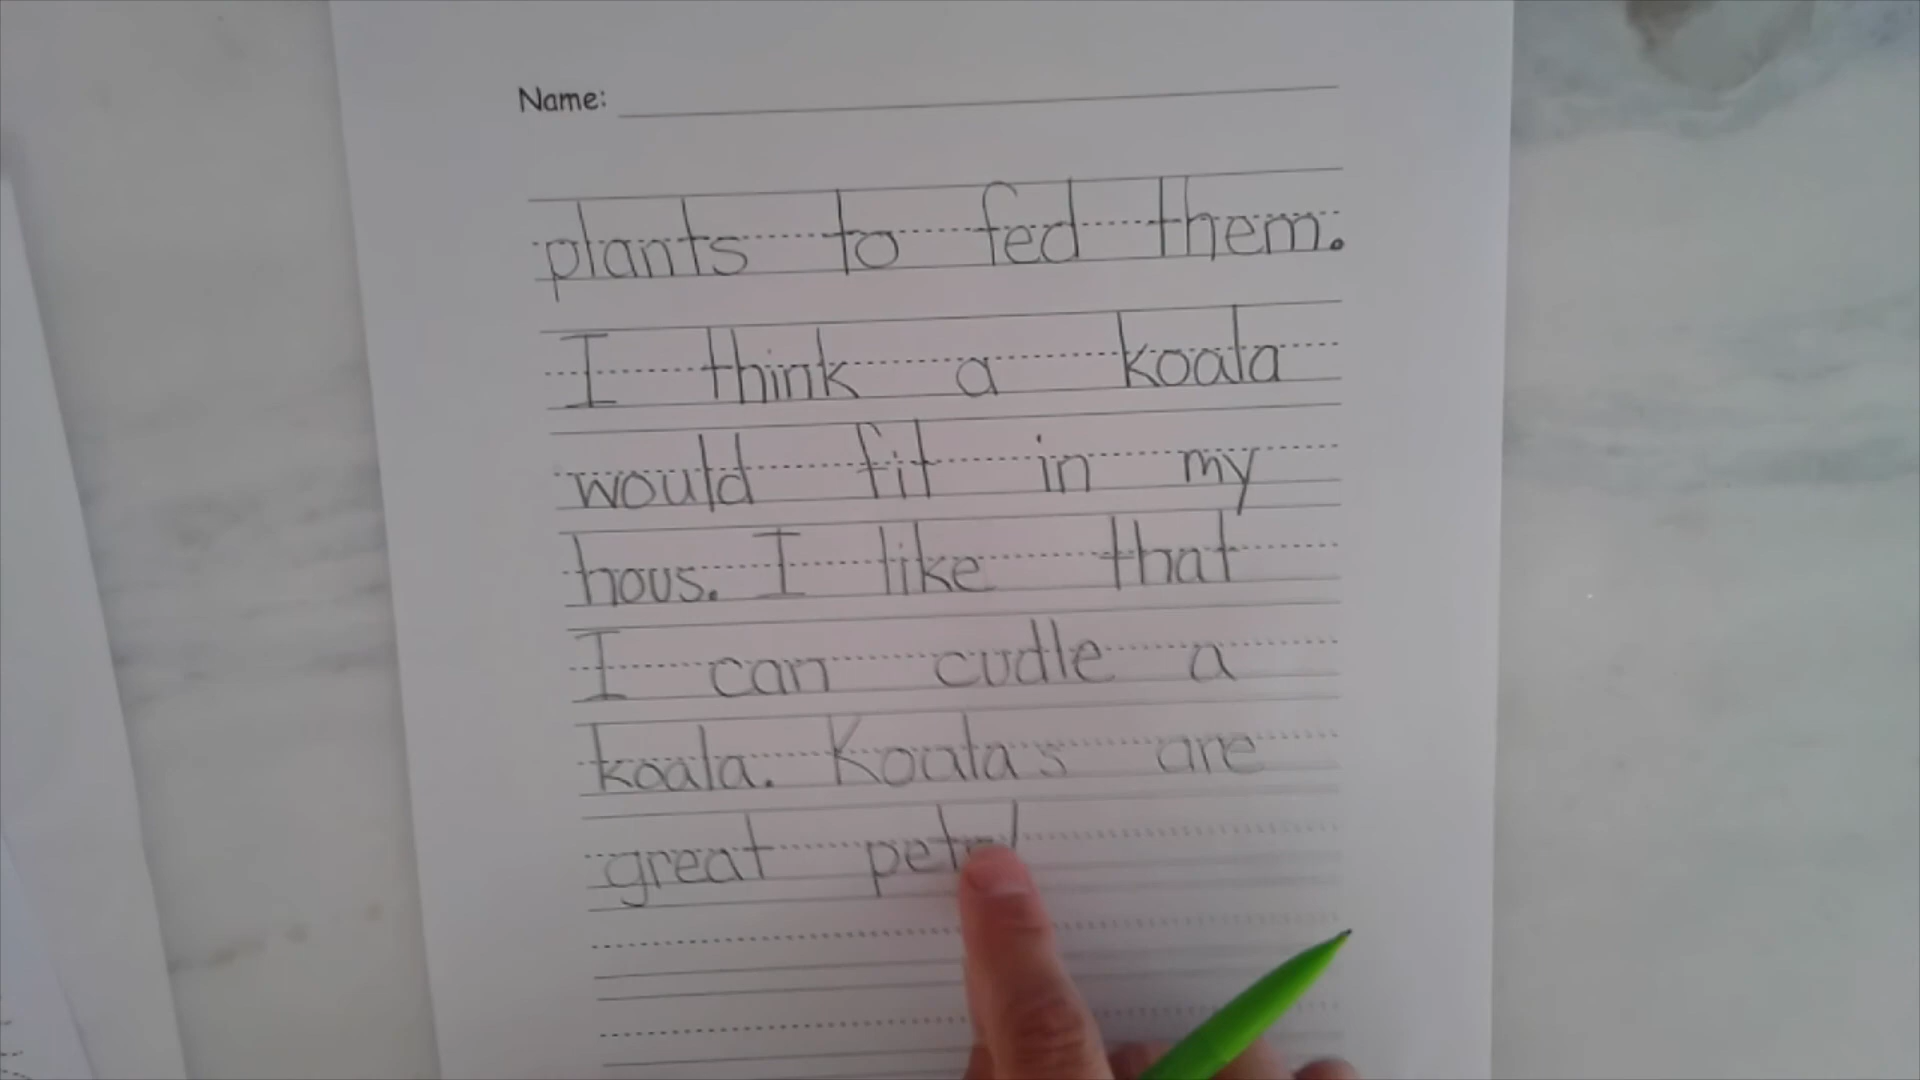 Name:
plants to fed them.
I think a koala
would fit in my
hous. I like that
I can cudle a
koala. Koala's are
great